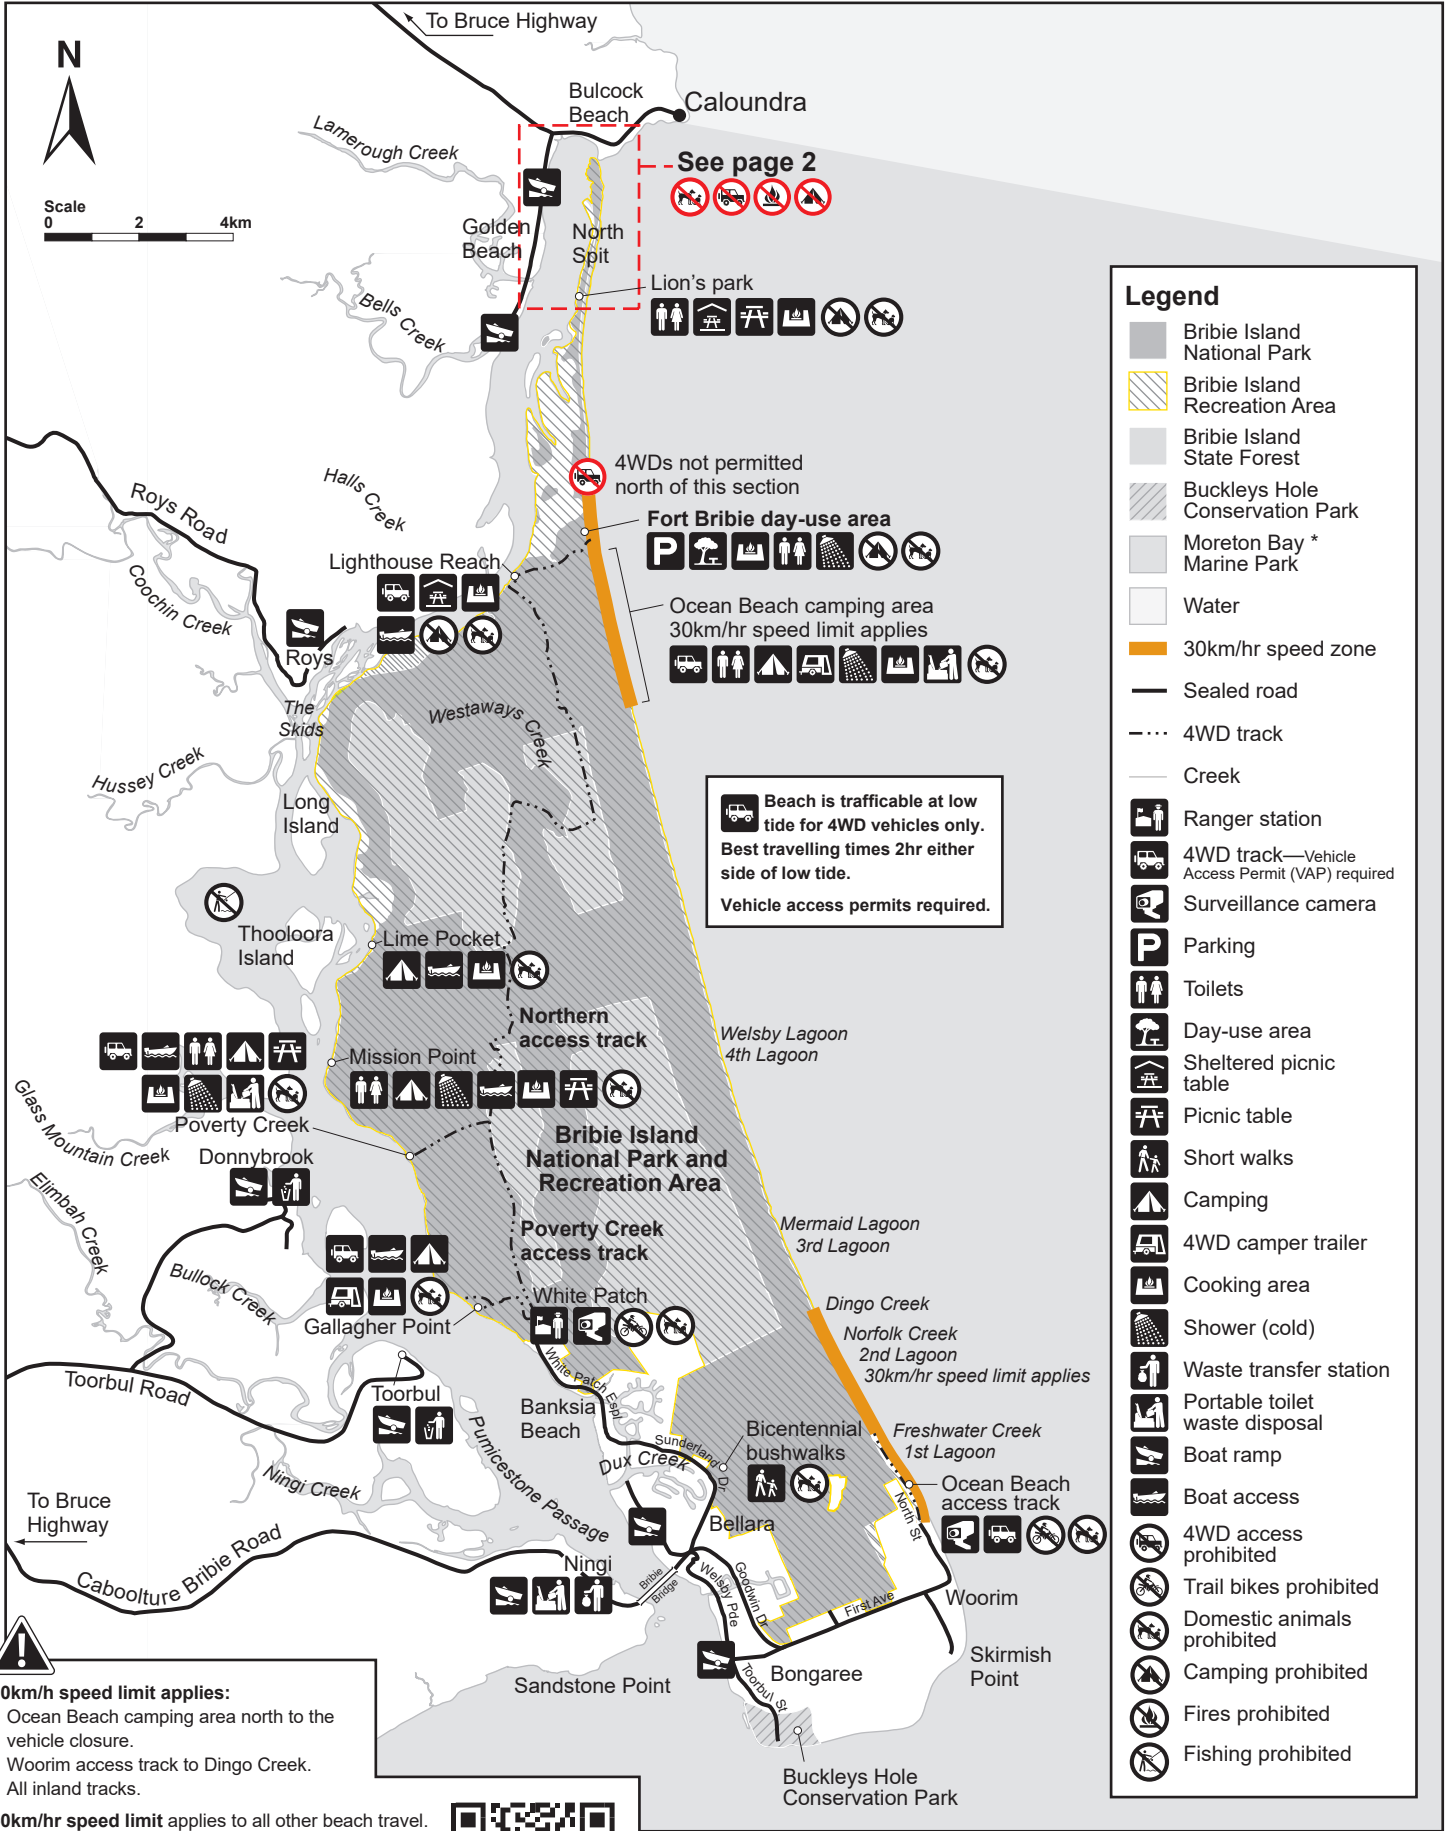 To Bruce Highway
N
Bulcock
Beach
Caloundra
Lamerough Creek
See page 2
Scale
0 2 4km
Golden
Beach
North
Spit
Lion's park
Bells Creek
4WDs not permitted
north of this section
Halls Creek
Roys Road
Fort Bribie day-use area
P
Lighthouse Reach
Coochin Creek
Ocean Beach camping area
30km/hr speed limit applies
Roys
The
Skids
Westaways Creek
Hussey Creek
Long
Island
Beach is trafficable at low
tide for 4WD vehicles only.
Best travelling times 2hr either
side of low tide.
Vehicle access permits required.
Thooloora
Island
Lime Pocket
Northern
access track
Welsby Lagoon
4th Lagoon
Mission Point
Glass Mountain Creek
Poverty Creek
Bribie Island
National Park and
Recreation Area
Donnybrook
Elimbah Creek
Poverty Creek
access track
Mermaid Lagoon
3rd Lagoon
Bullock Creek
White Patch
Dingo Creek
Gallagher Point
Norfolk Creek
2nd Lagoon
30km/hr speed limit applies
White Patch Espl
Toorbul Road
Toorbul
Banksia
Beach
Pumicestone Passage
Sunderland Dr
Bicentennial
bushwalks
Freshwater Creek
1st Lagoon
Dux Creek
Ningi Creek
Ocean Beach
access track
To Bruce
Highway
North St
Bellara
Caboolture Bribie Road
Ningi
Bribie
Bridge
Welsby Pde
Goodwin Dr
First Ave
Woorim
Skirmish
Point
Sandstone Point
Bongaree
Toorbul St
Buckleys Hole
Conservation Park
!
0km/h speed limit applies:
Ocean Beach camping area north to the
vehicle closure.
Woorim access track to Dingo Creek.
All inland tracks.
0km/hr speed limit applies to all other beach travel.
Legend
Bribie Island
National Park
Bribie Island
Recreation Area
Bribie Island
State Forest
Buckleys Hole
Conservation Park
Moreton Bay *
Marine Park
Water
30km/hr speed zone
Sealed road
4WD track
Creek
Ranger station
4WD track—Vehicle
Access Permit (VAP) required
Surveillance camera
P Parking
Toilets
Day-use area
Sheltered picnic
table
Picnic table
Short walks
Camping
4WD camper trailer
Cooking area
Shower (cold)
Waste transfer station
Portable toilet
waste disposal
Boat ramp
Boat access
4WD access
prohibited
Trail bikes prohibited
Domestic animals
prohibited
Camping prohibited
Fires prohibited
Fishing prohibited